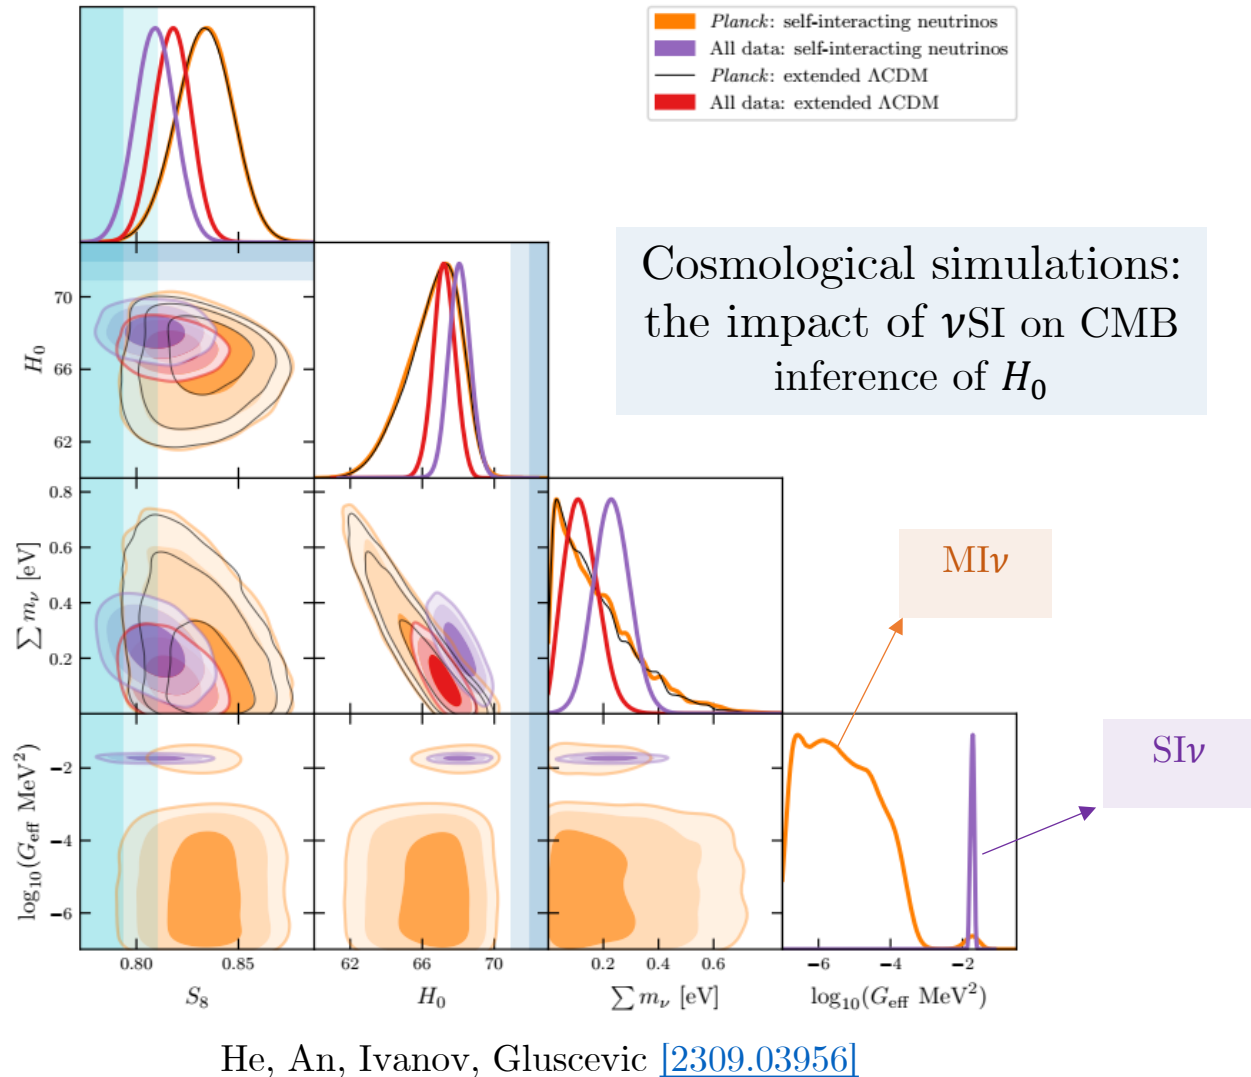 Planck: self-interacting neutrinos
All data: self-interacting neutrinos
Planck: extended ΛCDM
All data: extended ΛCDM
Cosmological simulations:
the impact of νSI on CMB
inference of H₀
70
66
62
H₀
0.8
0.6
0.4
0.2
∑ mν [eV]
MIν
SIν
−2
−4
−6
log₁₀(G_eff MeV²)
0.80 0.85
62 66 70
0.2 0.4 0.6
−6 −4 −2
S₈
H₀
∑ mν [eV]
log₁₀(G_eff MeV²)
He, An, Ivanov, Gluscevic [2309.03956]